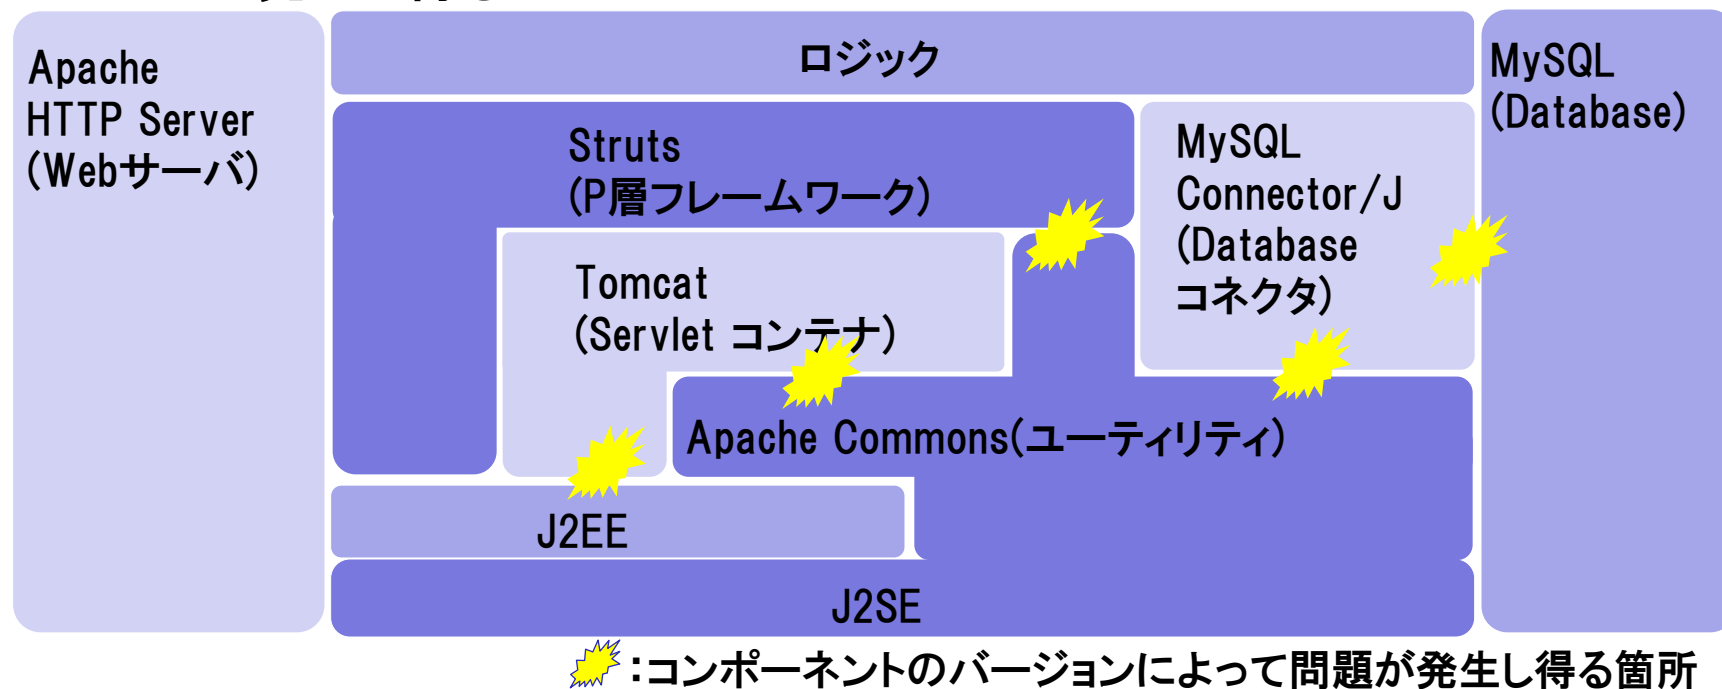 Apache
HTTP Server
(Webサーバ)
ロジック
MySQL
(Database)
Struts
(P層フレームワーク)
MySQL
Connector/J
(Database
コネクタ)
Tomcat
(Servlet コンテナ)
Apache Commons(ユーティリティ)
J2EE
J2SE
:コンポーネントのバージョンによって問題が発生し得る箇所